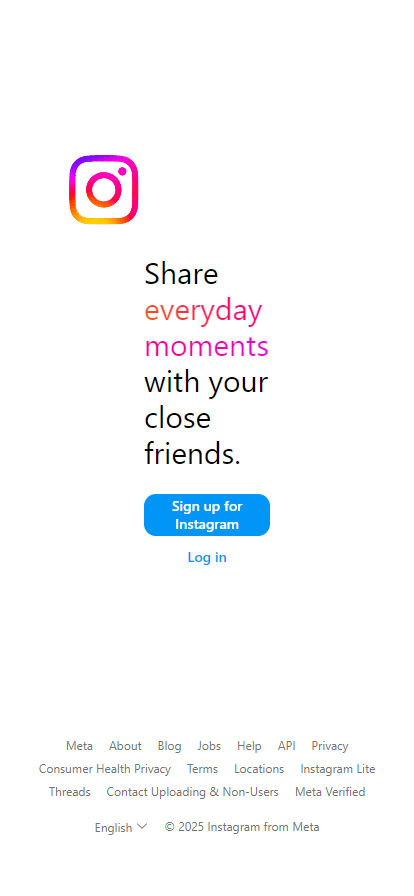 Share
everyday
moments
with your
close
friends.
Sign up for
Instagram
Log in
Meta About Blog Jobs Help API Privacy
Consumer Health Privacy Terms Locations Instagram Lite
Threads Contact Uploading & Non-Users Meta Verified
English © 2025 Instagram from Meta